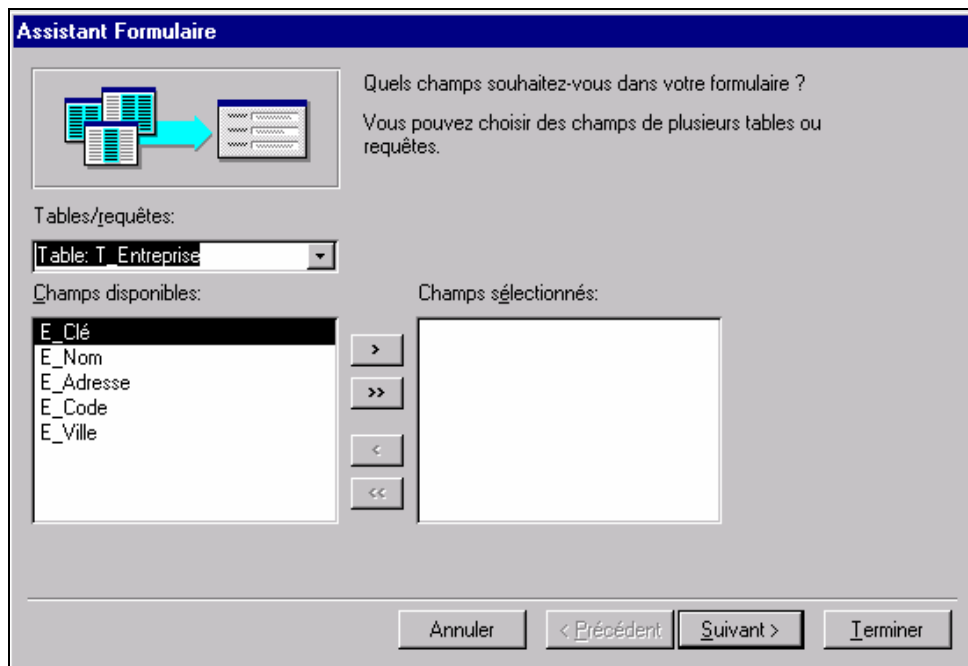 Assistant Formulaire
Quels champs souhaitez-vous dans votre formulaire ?
Vous pouvez choisir des champs de plusieurs tables ou
requêtes.
Tables/requêtes:
Table: T_Entreprise
Champs disponibles:
Champs sélectionnés:
E_Clé
E_Nom
E_Adresse
E_Code
E_Ville
>
>>
<
<<
Annuler
< Précédent
Suivant >
Terminer